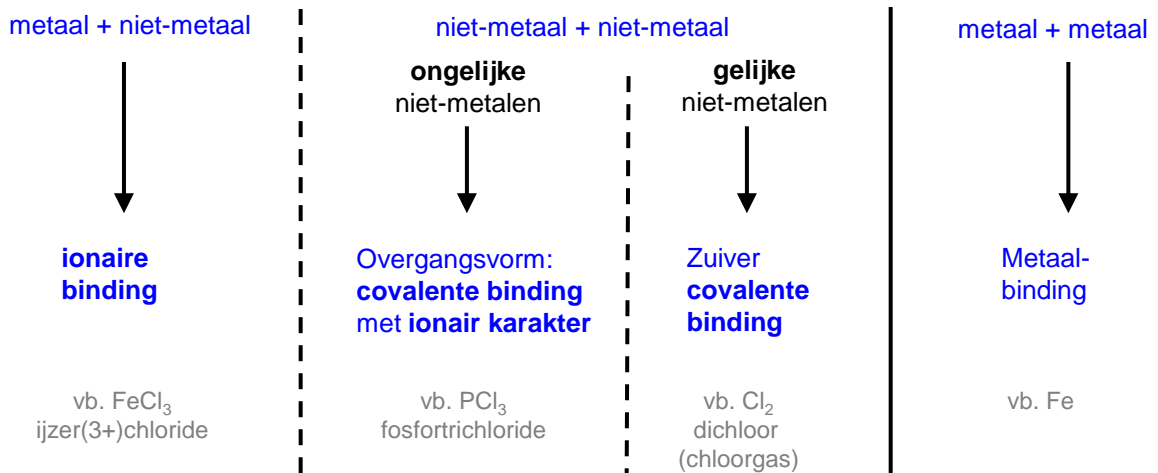 metaal + niet-metaal
ionaire
binding
vb. FeCl₃
ijzer(3+)chloride
niet-metaal + niet-metaal
ongelijke
niet-metalen
Overgangsvorm:
covalente binding
met ionair karakter
vb. PCl₃
fosfortrichloride
gelijke
niet-metalen
Zuiver
covalente
binding
vb. Cl₂
dichloor
(chloorgas)
metaal + metaal
Metaal-
binding
vb. Fe